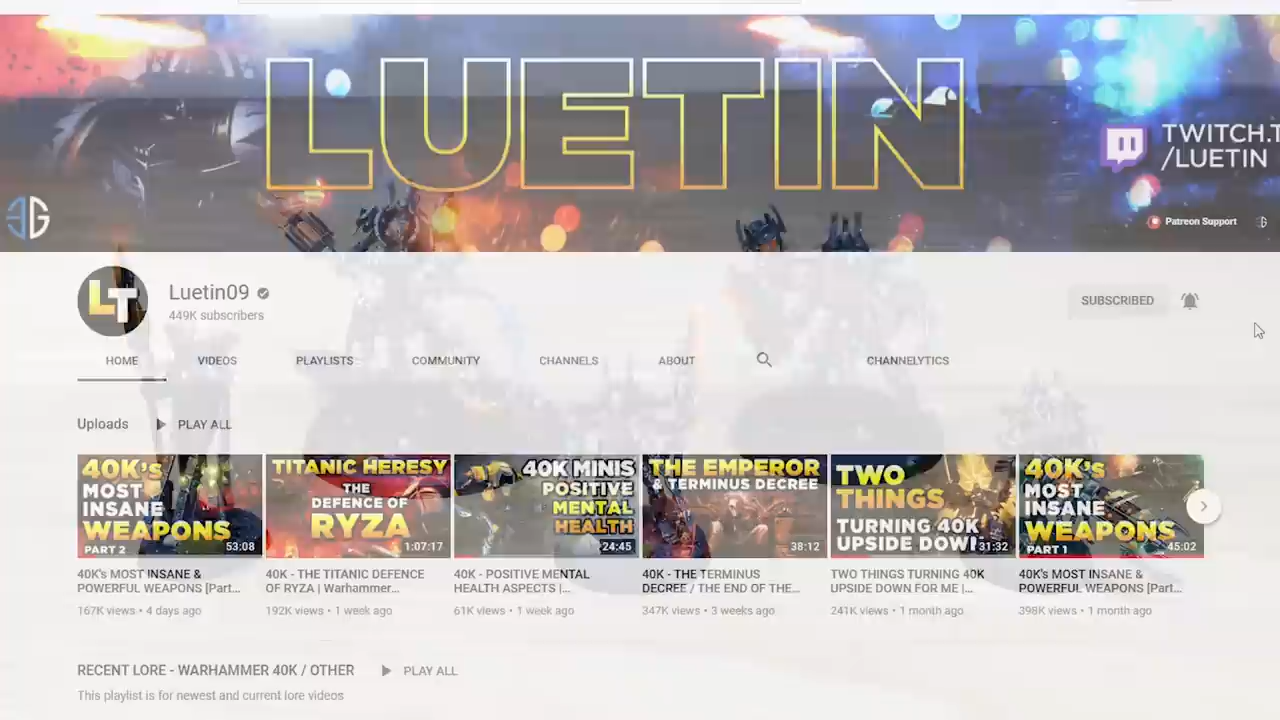 LUETIN
TWITCH.T
/LUETIN
Patreon Support
LT
Luetin09
449K subscribers
SUBSCRIBED
HOME
VIDEOS
PLAYLISTS
COMMUNITY
CHANNELS
ABOUT
CHANNELYTICS
Uploads
PLAY ALL
40K's
MOST
INSANE
WEAPONS
PART 2
53:08
TITANIC HERESY
THE
DEFENCE OF
RYZA
1:07:17
40K MINIS
POSITIVE
MENTAL
HEALTH
24:45
THE EMPEROR
& TERMINUS DECREE
38:12
TWO
THINGS
TURNING 40K
UPSIDE DOW!
31:32
40K's
MOST
INSANE
WEAPONS
PART 1
45:02
40K's MOST INSANE &
POWERFUL WEAPONS [Part...
167K views • 4 days ago
40K - THE TITANIC DEFENCE
OF RYZA | Warhammer...
192K views • 1 week ago
40K - POSITIVE MENTAL
HEALTH ASPECTS |...
61K views • 1 week ago
40K - THE TERMINUS
DECREE / THE END OF THE...
347K views • 3 weeks ago
TWO THINGS TURNING 40K
UPSIDE DOWN FOR ME |...
241K views • 1 month ago
40K's MOST INSANE &
POWERFUL WEAPONS [Part...
398K views • 1 month ago
RECENT LORE - WARHAMMER 40K / OTHER
PLAY ALL
This playlist is for newest and current lore videos